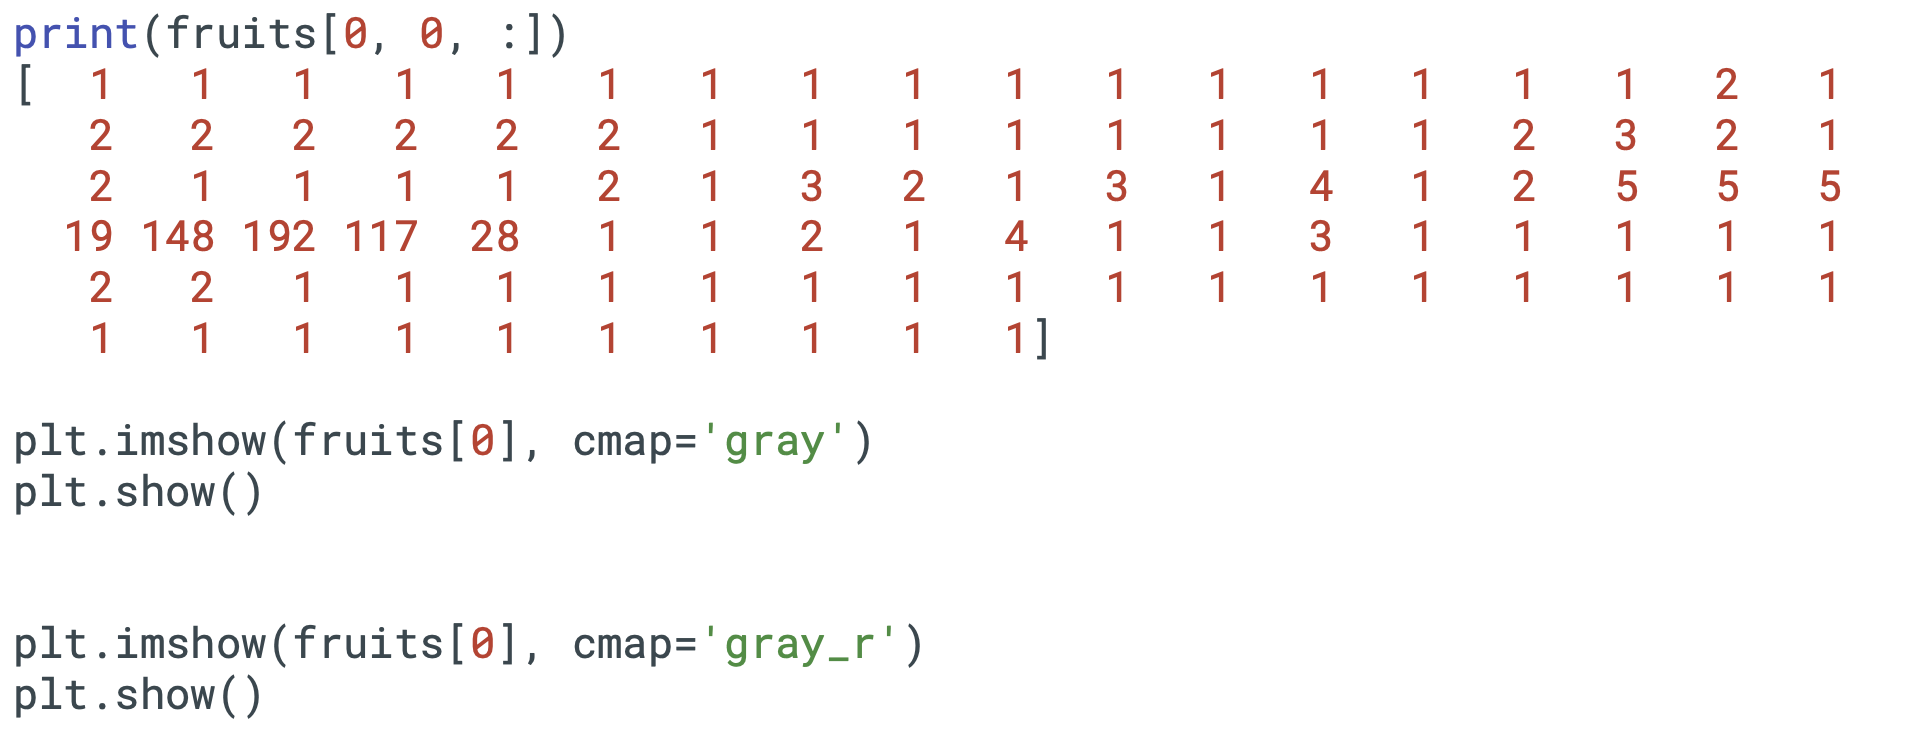 print(fruits[0, 0, :])
[  1   1   1   1   1   1   1   1   1   1   1   1   1   1   1   1   2   1
   2   2   2   2   2   2   1   1   1   1   1   1   1   1   2   3   2   1
   2   1   1   1   1   2   1   3   2   1   3   1   4   1   2   5   5   5
  19 148 192 117  28   1   1   2   1   4   1   1   3   1   1   1   1   1
   2   2   1   1   1   1   1   1   1   1   1   1   1   1   1   1   1   1
   1   1   1   1   1   1   1   1   1   1]
plt.imshow(fruits[0], cmap='gray')
plt.show()
plt.imshow(fruits[0], cmap='gray_r')
plt.show()